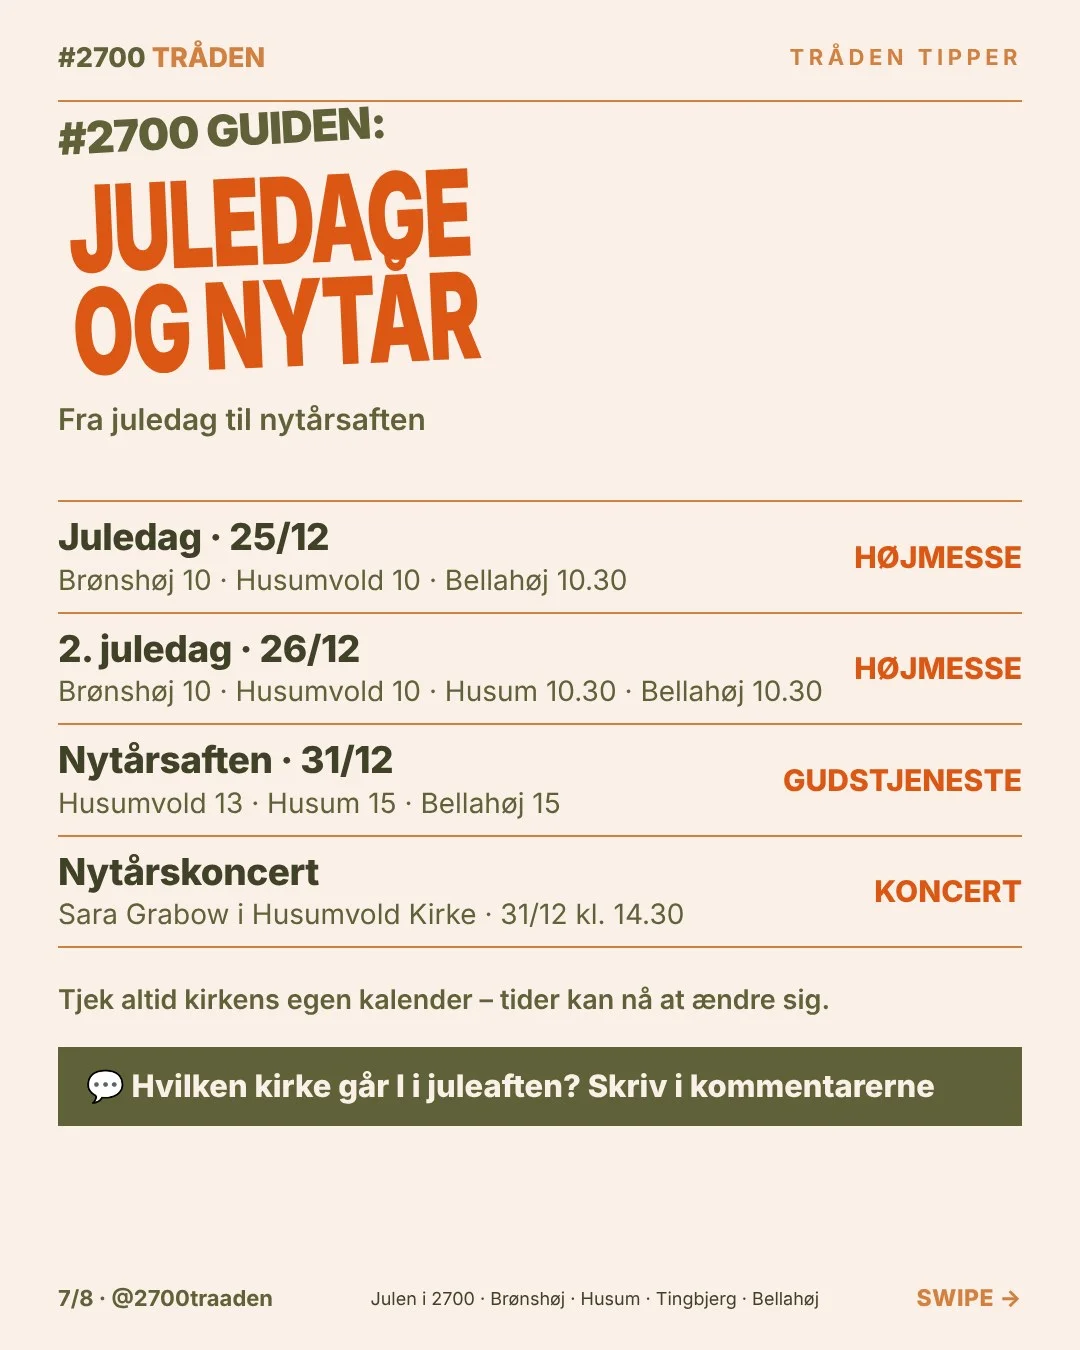 #2700 TRÅDEN
TRÅDEN TIPPER
#2700 GUIDEN:
JULEDAGE
OG NYTÅR
Fra juledag til nytårsaften
Juledag · 25/12
Brønshøj 10 · Husumvold 10 · Bellahøj 10.30
HØJMESSE
2. juledag · 26/12
Brønshøj 10 · Husumvold 10 · Husum 10.30 · Bellahøj 10.30
HØJMESSE
Nytårsaften · 31/12
Husumvold 13 · Husum 15 · Bellahøj 15
GUDSTJENESTE
Nytårskoncert
Sara Grabow i Husumvold Kirke · 31/12 kl. 14.30
KONCERT
Tjek altid kirkens egen kalender – tider kan nå at ændre sig.
💬 Hvilken kirke går I i juleaften? Skriv i kommentarerne
7/8 · @2700traaden
Julen i 2700 · Brønshøj · Husum · Tingbjerg · Bellahøj
SWIPE →